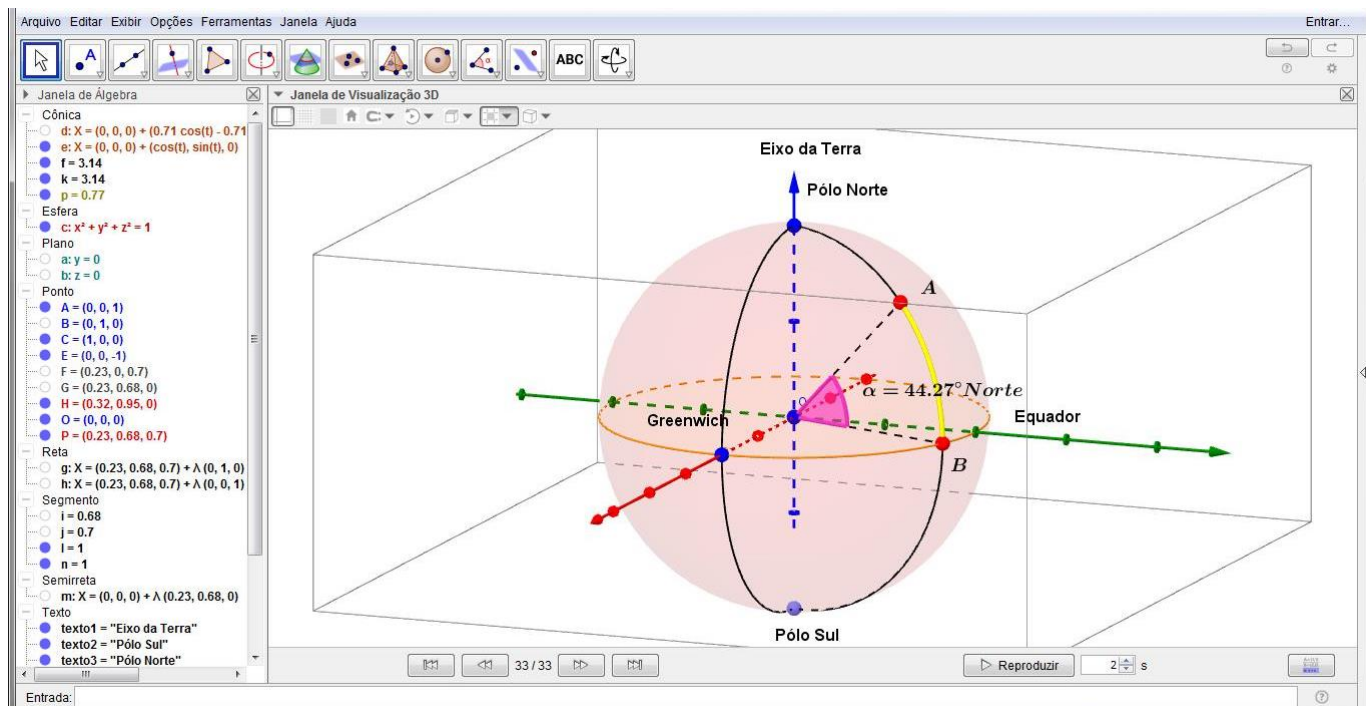 Arquivo Editar Exibir Opções Ferramentas Janela Ajuda
Entrar...
A
ABC
Janela de Álgebra
Cônica
d: X = (0, 0, 0) + (0.71 cos(t) - 0.71
e: X = (0, 0, 0) + (cos(t), sin(t), 0)
f = 3.14
k = 3.14
p = 0.77
Esfera
c: x² + y² + z² = 1
Plano
a: y = 0
b: z = 0
Ponto
A = (0, 0, 1)
B = (0, 1, 0)
C = (1, 0, 0)
E = (0, 0, -1)
F = (0.23, 0, 0.7)
G = (0.23, 0.68, 0)
H = (0.32, 0.95, 0)
O = (0, 0, 0)
P = (0.23, 0.68, 0.7)
Reta
g: X = (0.23, 0.68, 0.7) + λ (0, 1, 0)
h: X = (0.23, 0.68, 0.7) + λ (0, 0, 1)
Segmento
i = 0.68
j = 0.7
l = 1
n = 1
Semirreta
m: X = (0, 0, 0) + λ (0.23, 0.68, 0)
Texto
texto1 = "Eixo da Terra"
texto2 = "Pólo Sul"
texto3 = "Pólo Norte"
Janela de Visualização 3D
Eixo da Terra
Pólo Norte
A
α = 44.27°Norte
O
Greenwich
Equador
B
Pólo Sul
33 / 33
Reproduzir
2 s
Entrada: